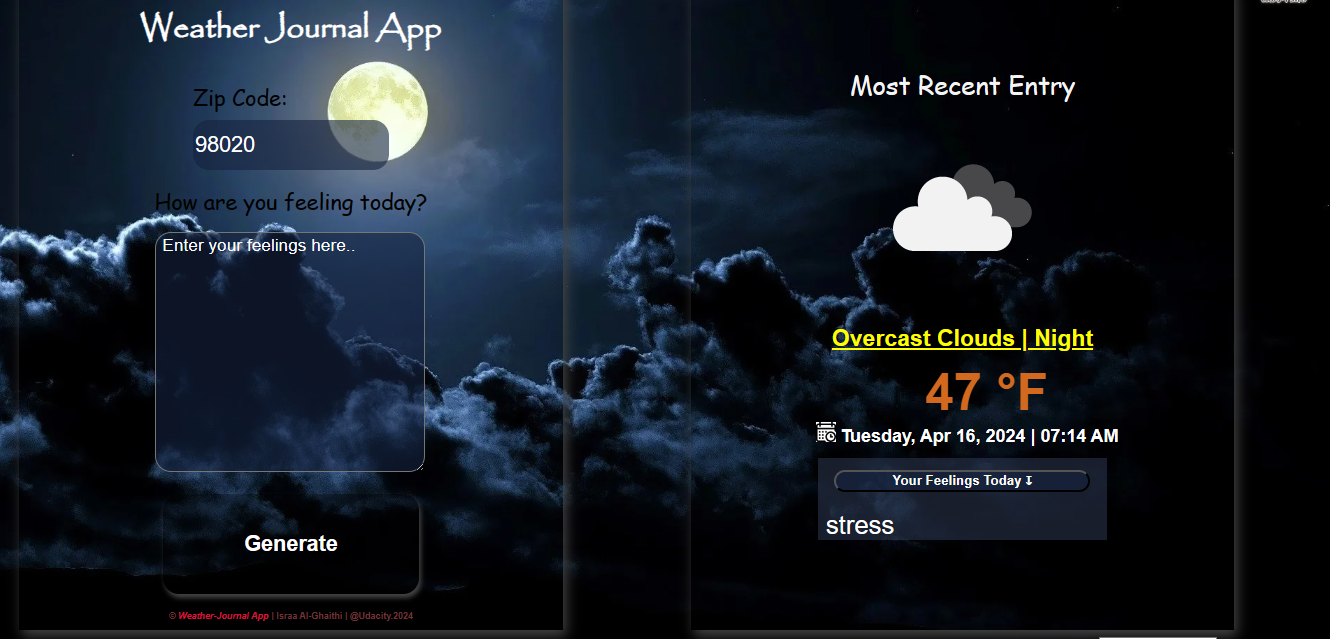 Weather Journal App
Zip Code:
98020
How are you feeling today?
Enter your feelings here..
Generate
© Weather-Journal App | Israa Al-Ghaithi | @Udacity.2024
Most Recent Entry
Overcast Clouds | Night
47 °F
Tuesday, Apr 16, 2024 | 07:14 AM
Your Feelings Today ↧
stress